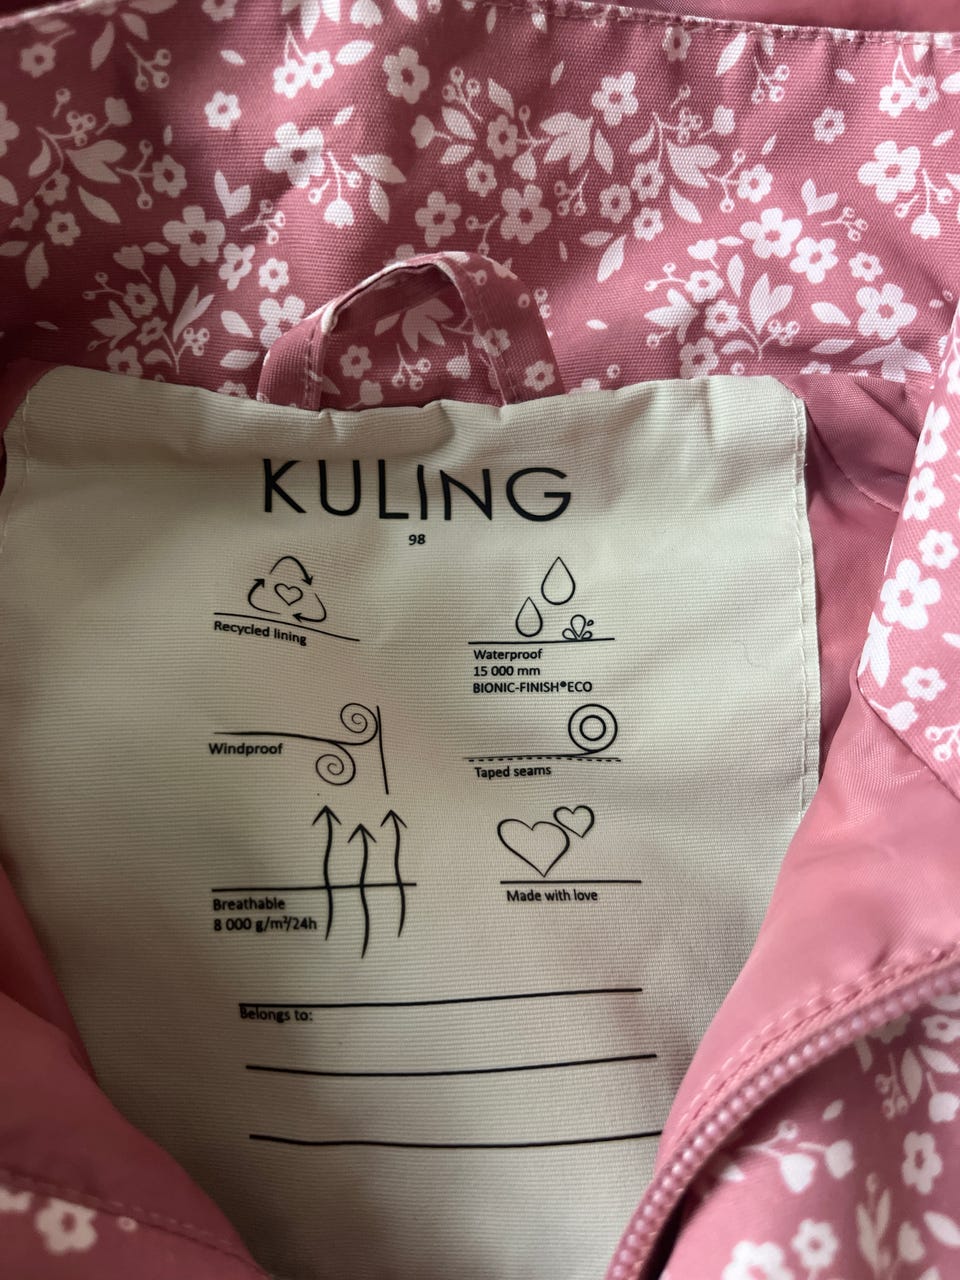 KULING
98
Recycled lining
Waterproof
15 000 mm
BIONIC-FINISH®ECO
Windproof
Taped seams
Breathable
8 000 g/m²/24h
Made with love
Belongs to: